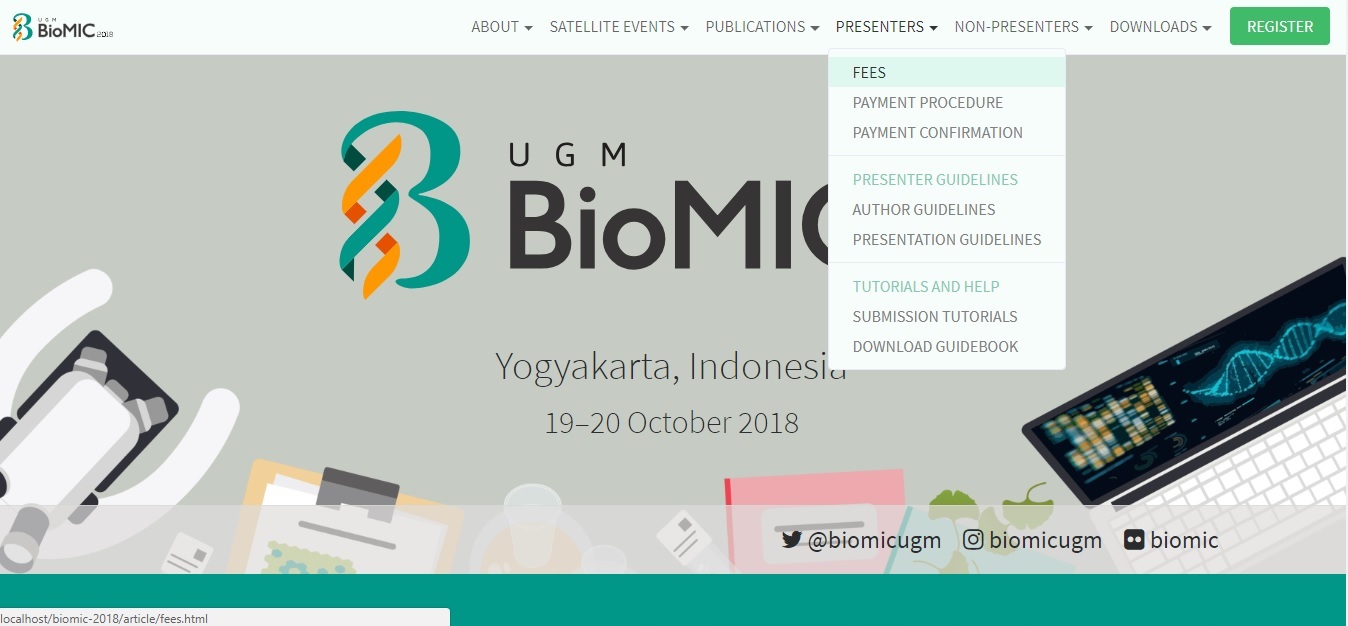 UGM
BioMIC 2018
ABOUT
SATELLITE EVENTS
PUBLICATIONS
PRESENTERS
NON-PRESENTERS
DOWNLOADS
REGISTER
FEES
PAYMENT PROCEDURE
PAYMENT CONFIRMATION
PRESENTER GUIDELINES
AUTHOR GUIDELINES
PRESENTATION GUIDELINES
TUTORIALS AND HELP
SUBMISSION TUTORIALS
DOWNLOAD GUIDEBOOK
UGM
BioMIC
Yogyakarta, Indonesia
19–20 October 2018
@biomicugm
biomicugm
biomic
localhost/biomic-2018/article/fees.html